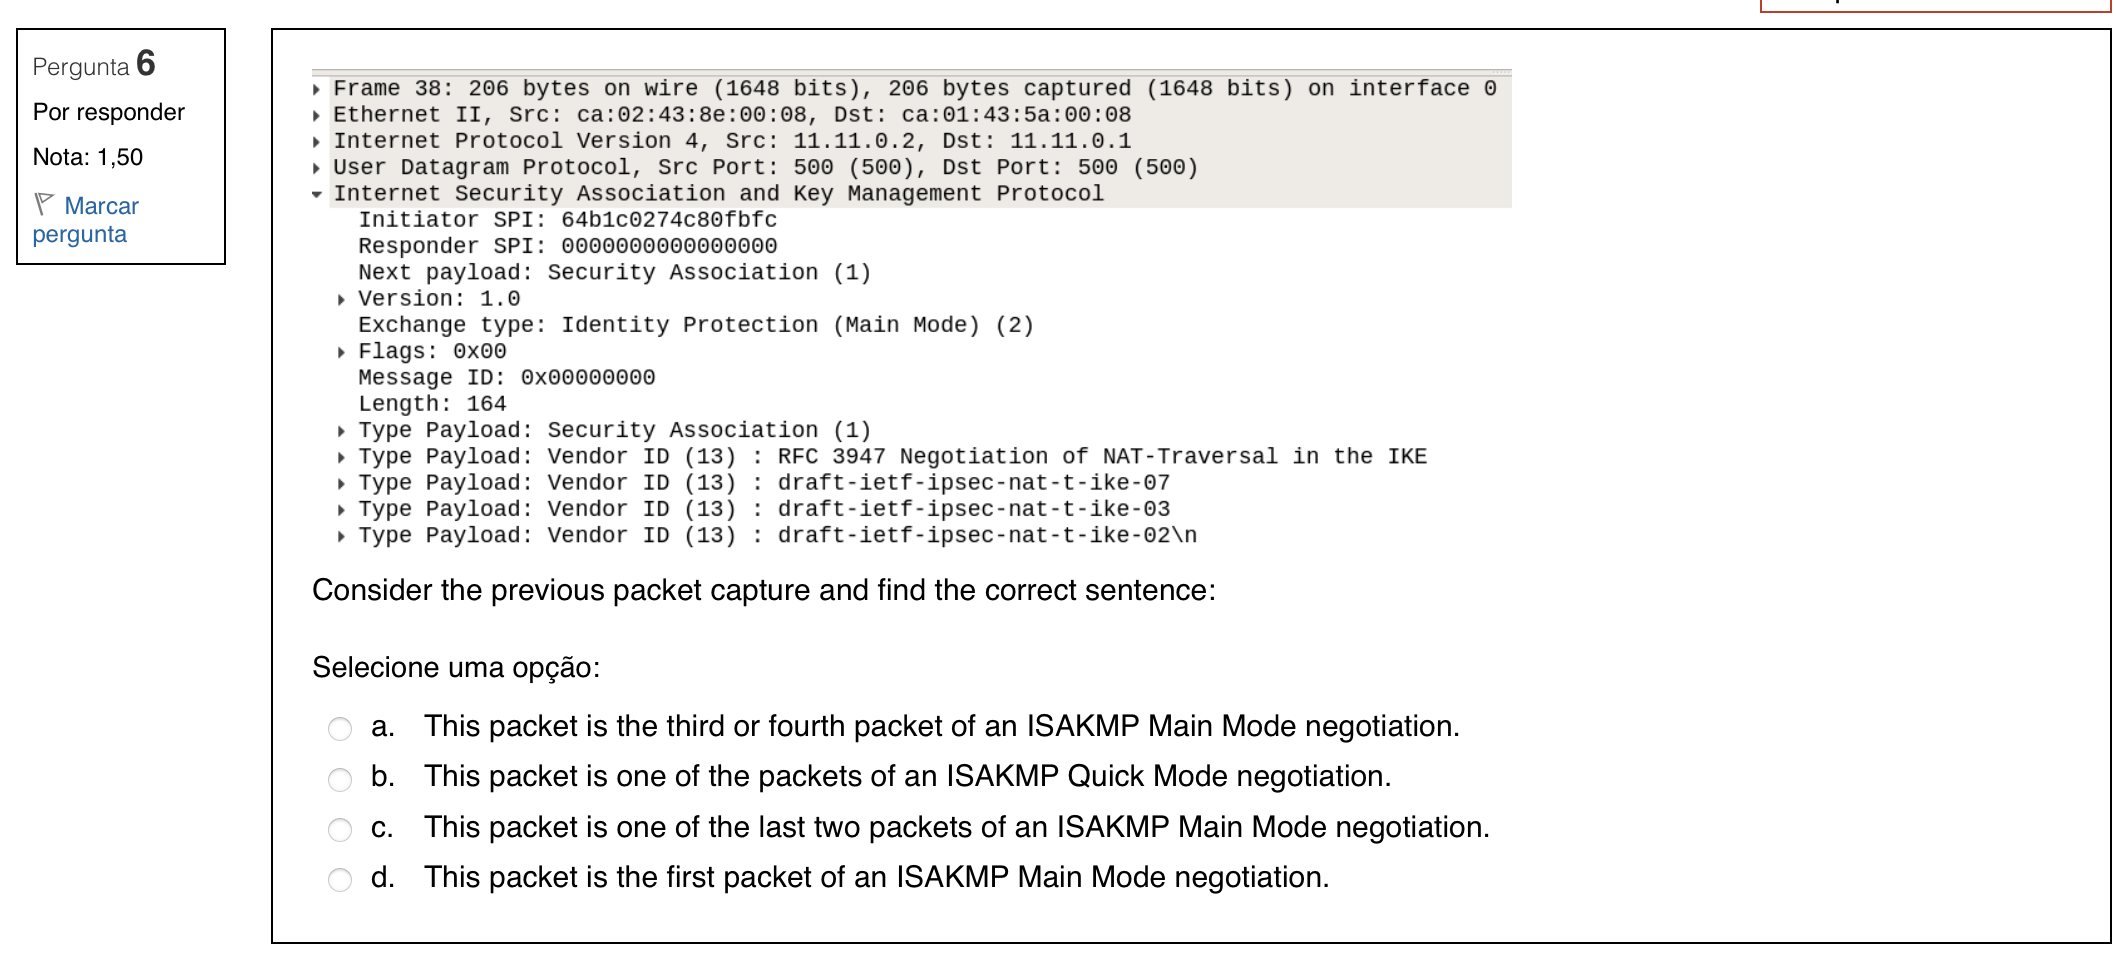 Pergunta 6
Por responder
Nota: 1,50
Marcar
pergunta
Frame 38: 206 bytes on wire (1648 bits), 206 bytes captured (1648 bits) on interface 0
Ethernet II, Src: ca:02:43:8e:00:08, Dst: ca:01:43:5a:00:08
Internet Protocol Version 4, Src: 11.11.0.2, Dst: 11.11.0.1
User Datagram Protocol, Src Port: 500 (500), Dst Port: 500 (500)
Internet Security Association and Key Management Protocol
Initiator SPI: 64b1c0274c80fbfc
Responder SPI: 0000000000000000
Next payload: Security Association (1)
Version: 1.0
Exchange type: Identity Protection (Main Mode) (2)
Flags: 0x00
Message ID: 0x00000000
Length: 164
Type Payload: Security Association (1)
Type Payload: Vendor ID (13) : RFC 3947 Negotiation of NAT-Traversal in the IKE
Type Payload: Vendor ID (13) : draft-ietf-ipsec-nat-t-ike-07
Type Payload: Vendor ID (13) : draft-ietf-ipsec-nat-t-ike-03
Type Payload: Vendor ID (13) : draft-ietf-ipsec-nat-t-ike-02\n
Consider the previous packet capture and find the correct sentence:
Selecione uma opção:
a. This packet is the third or fourth packet of an ISAKMP Main Mode negotiation.
b. This packet is one of the packets of an ISAKMP Quick Mode negotiation.
c. This packet is one of the last two packets of an ISAKMP Main Mode negotiation.
d. This packet is the first packet of an ISAKMP Main Mode negotiation.